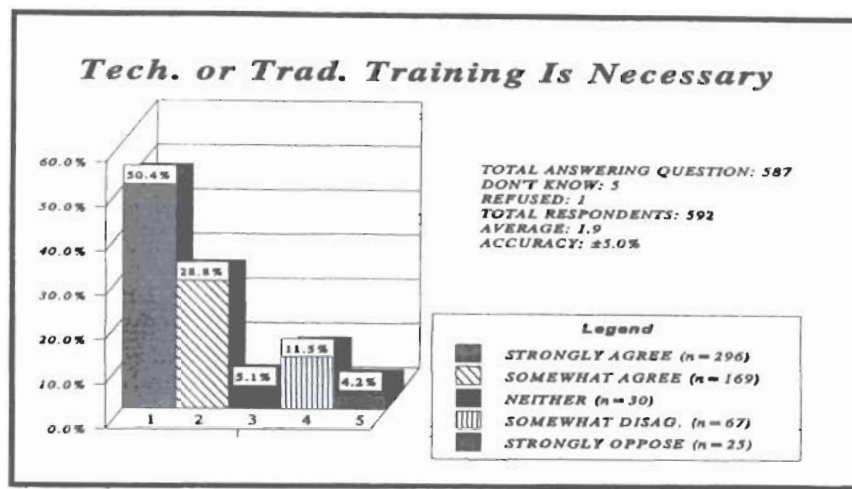 Tech. or Trad. Training Is Necessary
60.0%
50.0%
40.0%
30.0%
20.0%
10.0%
0.0%
50.4%
28.8%
5.1%
11.5%
4.2%
1 2 3 4 5
TOTAL ANSWERING QUESTION: 587
DON'T KNOW: 5
REFUSED: 1
TOTAL RESPONDENTS: 592
AVERAGE: 1.9
ACCURACY: ±5.0%
Legend
STRONGLY AGREE (n=296)
SOMEWHAT AGREE (n=169)
NEITHER (n=30)
SOMEWHAT DISAG. (n=67)
STRONGLY OPPOSE (n=25)